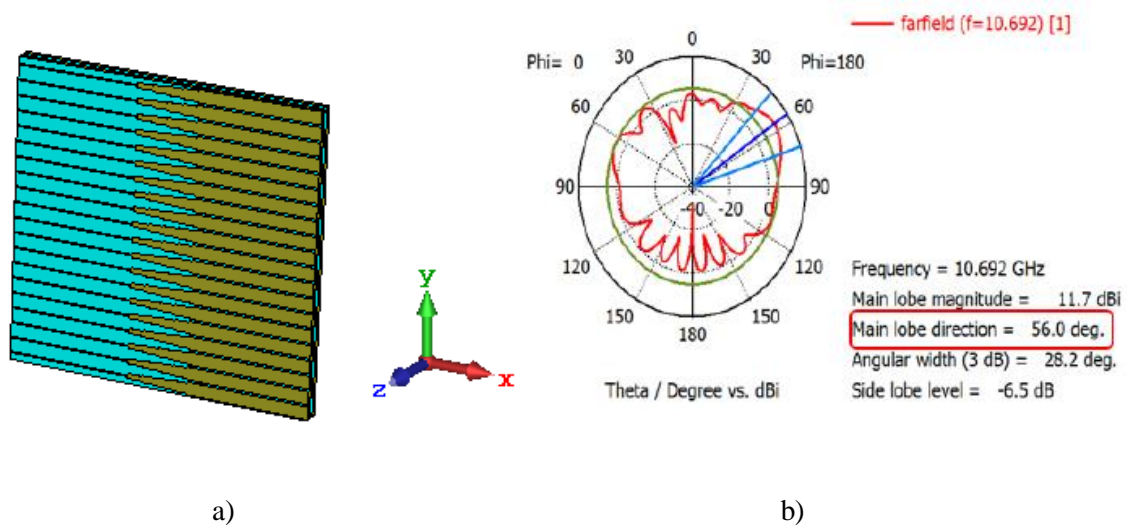 farfield (f=10.692) [1]
0
30
30
Phi= 0
Phi=180
60
60
90
-40 -20 0
90
120
120
150
150
180
Theta / Degree vs. dBi
Frequency = 10.692 GHz
Main lobe magnitude = 11.7 dBi
Main lobe direction = 56.0 deg.
Angular width (3 dB) = 28.2 deg.
Side lobe level = -6.5 dB
y
z
x
a)
b)